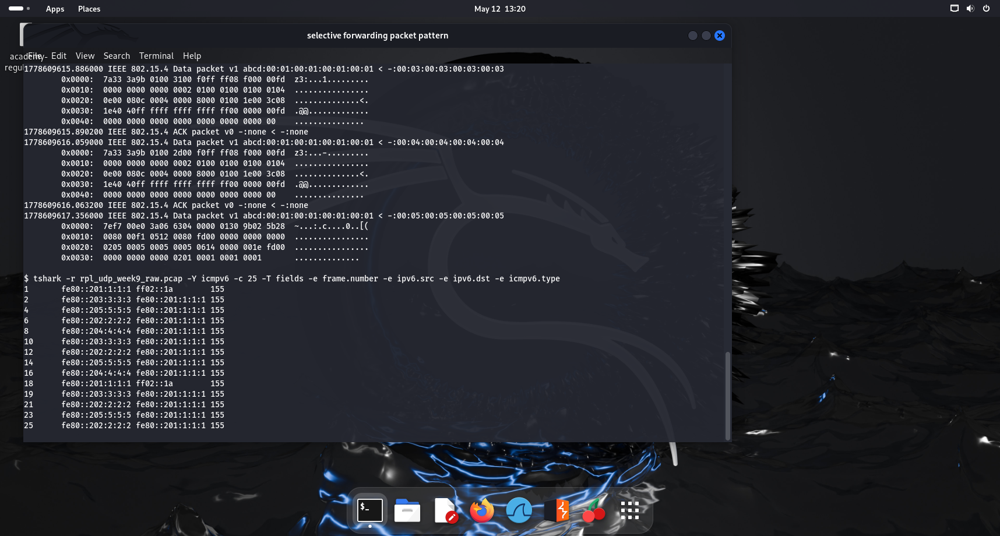 Apps Places May 12 13:20
selective forwarding packet pattern
academy-
regul
File Edit View Search Terminal Help
1778609615.886000 IEEE 802.15.4 Data packet v1 abcd:00:01:00:01:00:01:00:01 < -:00:03:00:03:00:03:00:03
0x0000:  7a33 3a9b 0100 3100 f0ff ff08 f000 00fd  z3:...1.........
0x0010:  0000 0000 0000 0002 0100 0100 0100 0104  ................
0x0020:  0e00 080c 0004 0000 8000 0100 1e00 3c08  ..............<.
0x0030:  1e40 40ff ffff ffff ffff ff00 0000 00fd  .@@.............
0x0040:  0000 0000 0000 0000 0000 0000 0000 00    ...............
1778609615.890200 IEEE 802.15.4 ACK packet v0 -:none < -:none
1778609616.059000 IEEE 802.15.4 Data packet v1 abcd:00:01:00:01:00:01:00:01 < -:00:04:00:04:00:04:00:04
0x0000:  7a33 3a9b 0100 2d00 f0ff ff08 f000 00fd  z3:...-.........
0x0010:  0000 0000 0000 0002 0100 0100 0100 0104  ................
0x0020:  0e00 080c 0004 0000 8000 0100 1e00 3c08  ..............<.
0x0030:  1e40 40ff ffff ffff ffff ff00 0000 00fd  .@@.............
0x0040:  0000 0000 0000 0000 0000 0000 0000 00    ...............
1778609616.063200 IEEE 802.15.4 ACK packet v0 -:none < -:none
1778609617.356000 IEEE 802.15.4 Data packet v1 abcd:00:01:00:01:00:01:00:01 < -:00:05:00:05:00:05:00:05
0x0000:  7ef7 00e0 3a06 6304 0000 0130 9b02 5b28  ~...:.c....0..[(
0x0010:  0080 00f1 0512 0080 fd00 0000 0000 0000  ................
0x0020:  0205 0005 0005 0005 0614 0000 001e fd00  ................
0x0030:  0000 0000 0000 0201 0001 0001 0001       ..............
$ tshark -r rpl_udp_week9_raw.pcap -Y icmpv6 -c 25 -T fields -e frame.number -e ipv6.src -e ipv6.dst -e icmpv6.type
1 fe80::201:1:1:1 ff02::1a 155
2 fe80::203:3:3:3 fe80::201:1:1:1 155
4 fe80::205:5:5:5 fe80::201:1:1:1 155
6 fe80::202:2:2:2 fe80::201:1:1:1 155
8 fe80::204:4:4:4 fe80::201:1:1:1 155
10 fe80::203:3:3:3 fe80::201:1:1:1 155
12 fe80::202:2:2:2 fe80::201:1:1:1 155
14 fe80::205:5:5:5 fe80::201:1:1:1 155
16 fe80::204:4:4:4 fe80::201:1:1:1 155
18 fe80::201:1:1:1 ff02::1a 155
19 fe80::203:3:3:3 fe80::201:1:1:1 155
21 fe80::202:2:2:2 fe80::201:1:1:1 155
23 fe80::205:5:5:5 fe80::201:1:1:1 155
25 fe80::202:2:2:2 fe80::201:1:1:1 155
$_